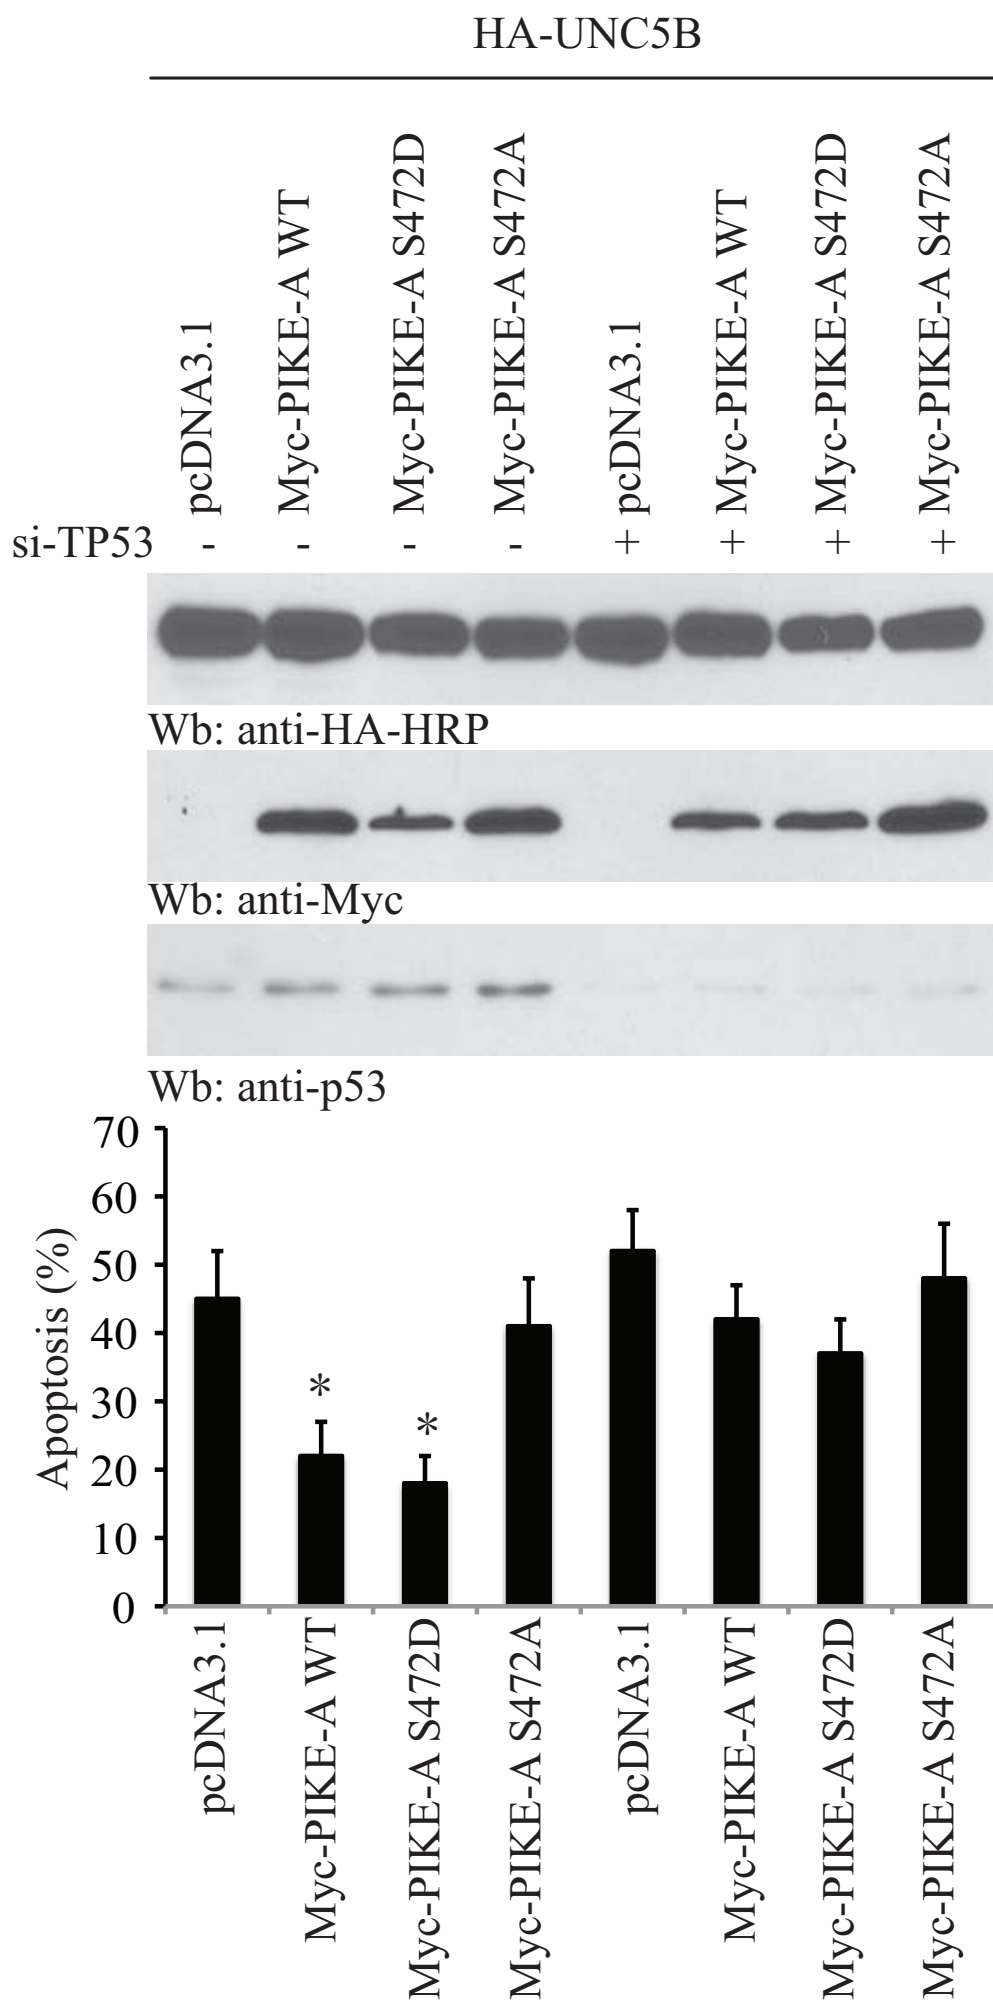 HA-UNC5B
pcDNA3.1
Myc-PIKE-A WT
Myc-PIKE-A S472D
Myc-PIKE-A S472A
pcDNA3.1
Myc-PIKE-A WT
Myc-PIKE-A S472D
Myc-PIKE-A S472A
si-TP53 - - - - + + + +
Wb: anti-HA-HRP
Wb: anti-Myc
Wb: anti-p53
Apoptosis (%)
70
60
50
40
30
20
10
0
*
*
pcDNA3.1
Myc-PIKE-A WT
Myc-PIKE-A S472D
Myc-PIKE-A S472A
pcDNA3.1
Myc-PIKE-A WT
Myc-PIKE-A S472D
Myc-PIKE-A S472A